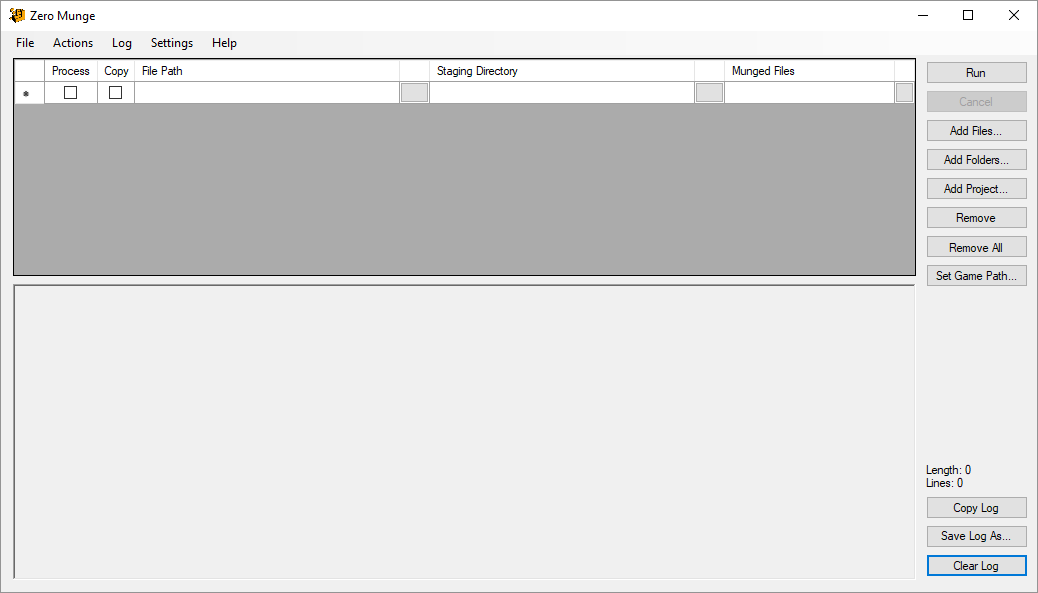 Zero Munge
File Actions Log Settings Help
Process Copy File Path Staging Directory Munged Files
Run
Cancel
Add Files...
Add Folders...
Add Project...
Remove
Remove All
Set Game Path...
Length: 0
Lines: 0
Copy Log
Save Log As...
Clear Log